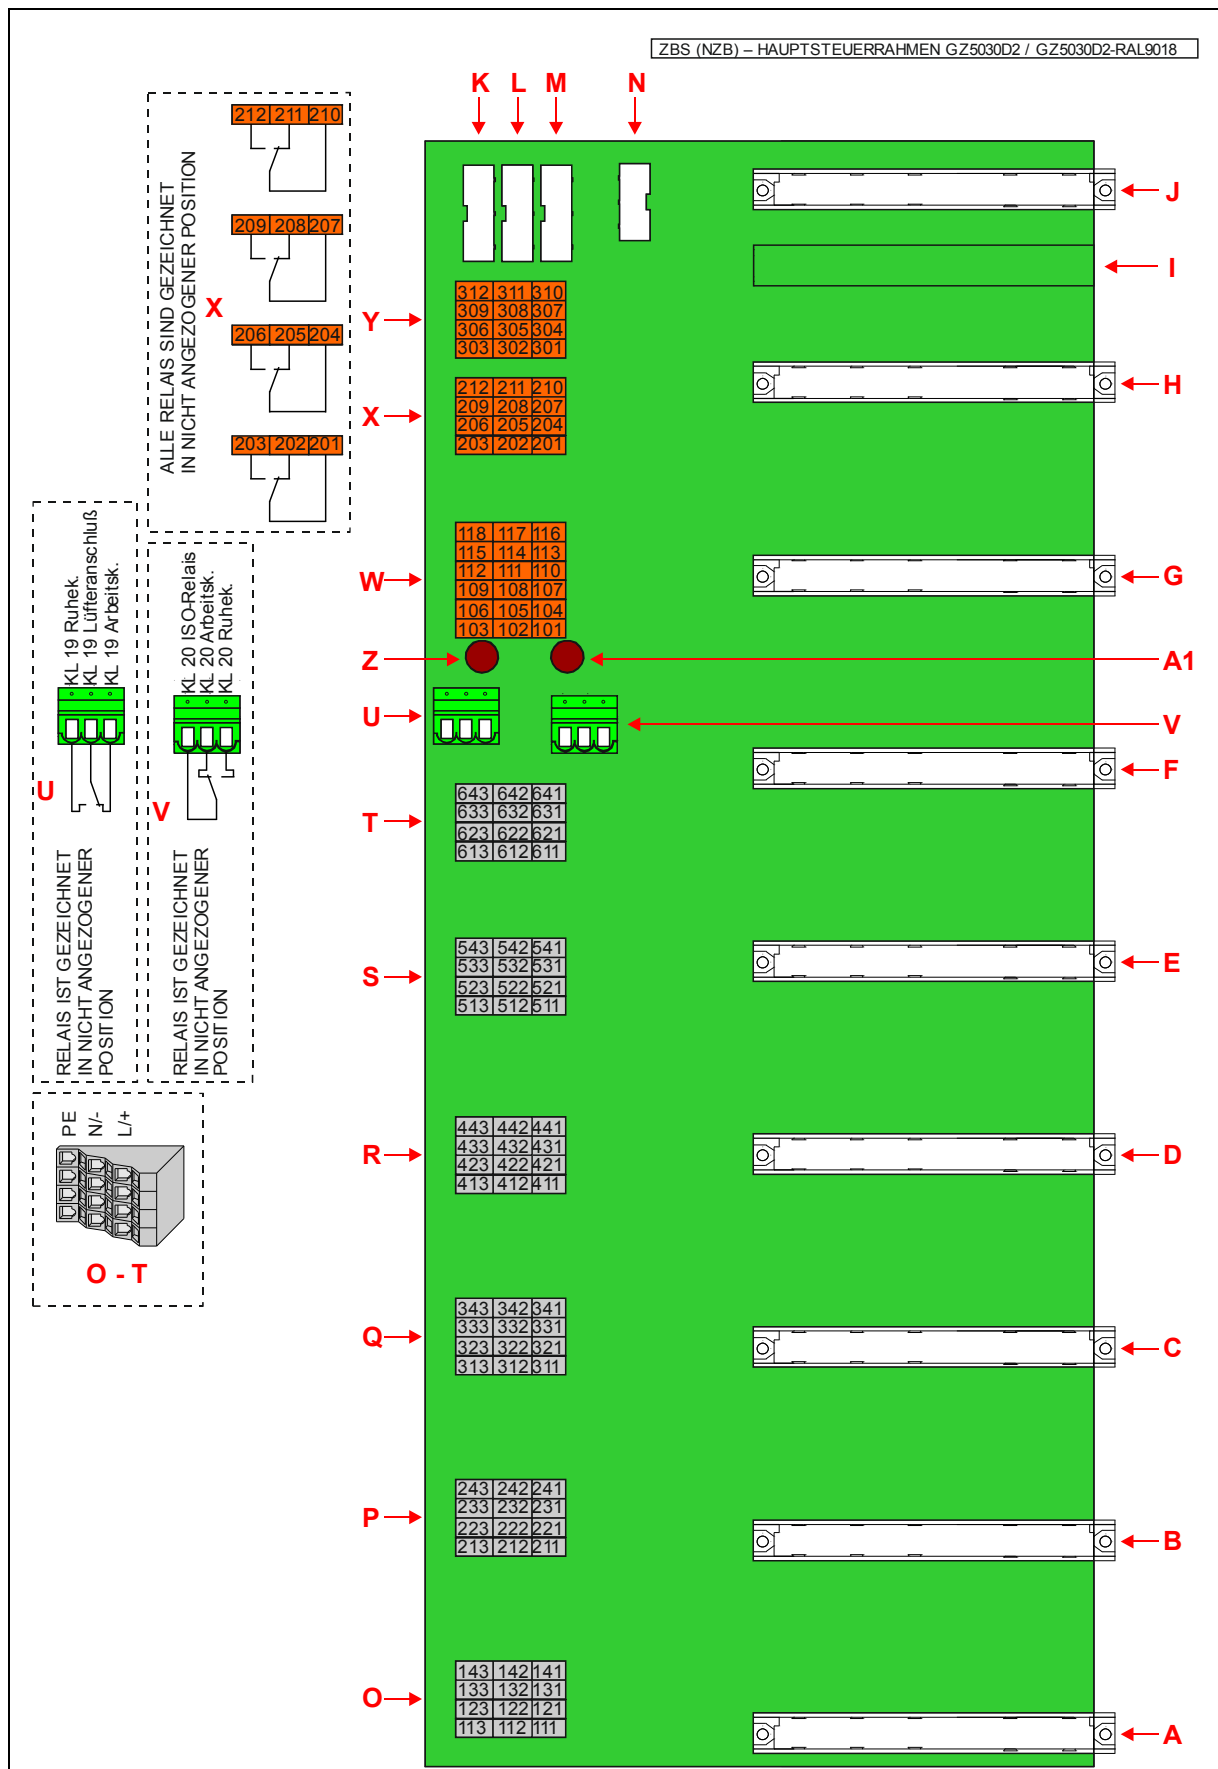 ZBS (NZB) – HAUPTSTEUERRAHMEN GZ5030D2 / GZ5030D2-RAL9018
K L M N
212 211 210
209 208 207
206 205 204
203 202 201
X
ALLE RELAIS SIND GEZEICHNET
IN NICHT ANGEZOGENER POSITION
KL 19 Ruhek.
KL 19 Lüfteranschluß
KL 19 Arbeitsk.
U
RELAIS IST GEZEICHNET
IN NICHT ANGEZOGENER
POSITION
KL 20 ISO-Relais
KL 20 Arbeitsk.
KL 20 Ruhek.
V
RELAIS IST GEZEICHNET
IN NICHT ANGEZOGENER
POSITION
PE
N/-
L/+
O - T
Y
312 311 310
309 308 307
306 305 304
303 302 301
X
212 211 210
209 208 207
206 205 204
203 202 201
W
118 117 116
115 114 113
112 111 110
109 108 107
106 105 104
103 102 101
Z
A1
U
V
T
643 642 641
633 632 631
623 622 621
613 612 611
S
543 542 541
533 532 531
523 522 521
513 512 511
R
443 442 441
433 432 431
423 422 421
413 412 411
Q
343 342 341
333 332 331
323 322 321
313 312 311
P
243 242 241
233 232 231
223 222 221
213 212 211
O
143 142 141
133 132 131
123 122 121
113 112 111
J
I
H
G
F
E
D
C
B
A